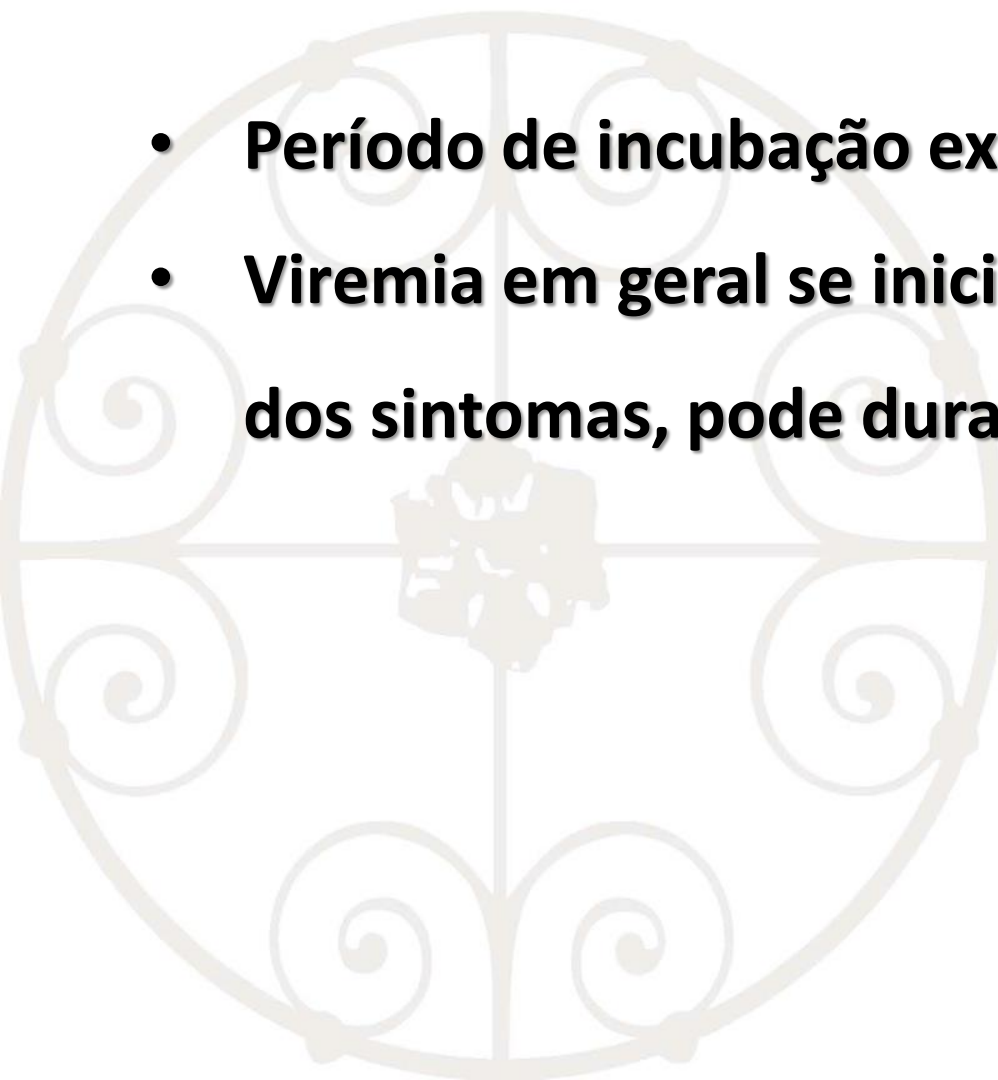 • Período de incubação ex
• Viremia em geral se inici
dos sintomas, pode dura